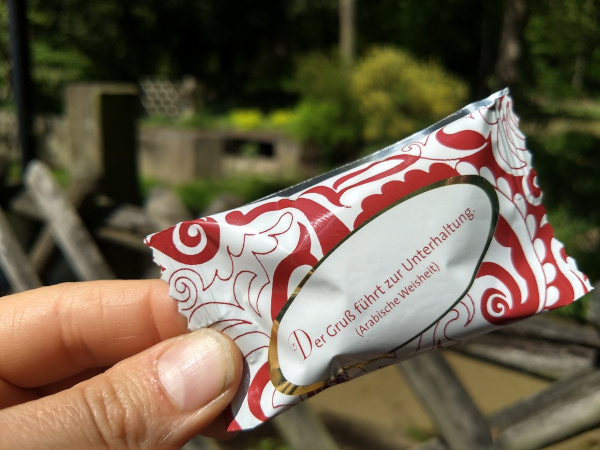 Der Gruß führt zur Unterhaltung.
(Arabische Weisheit)